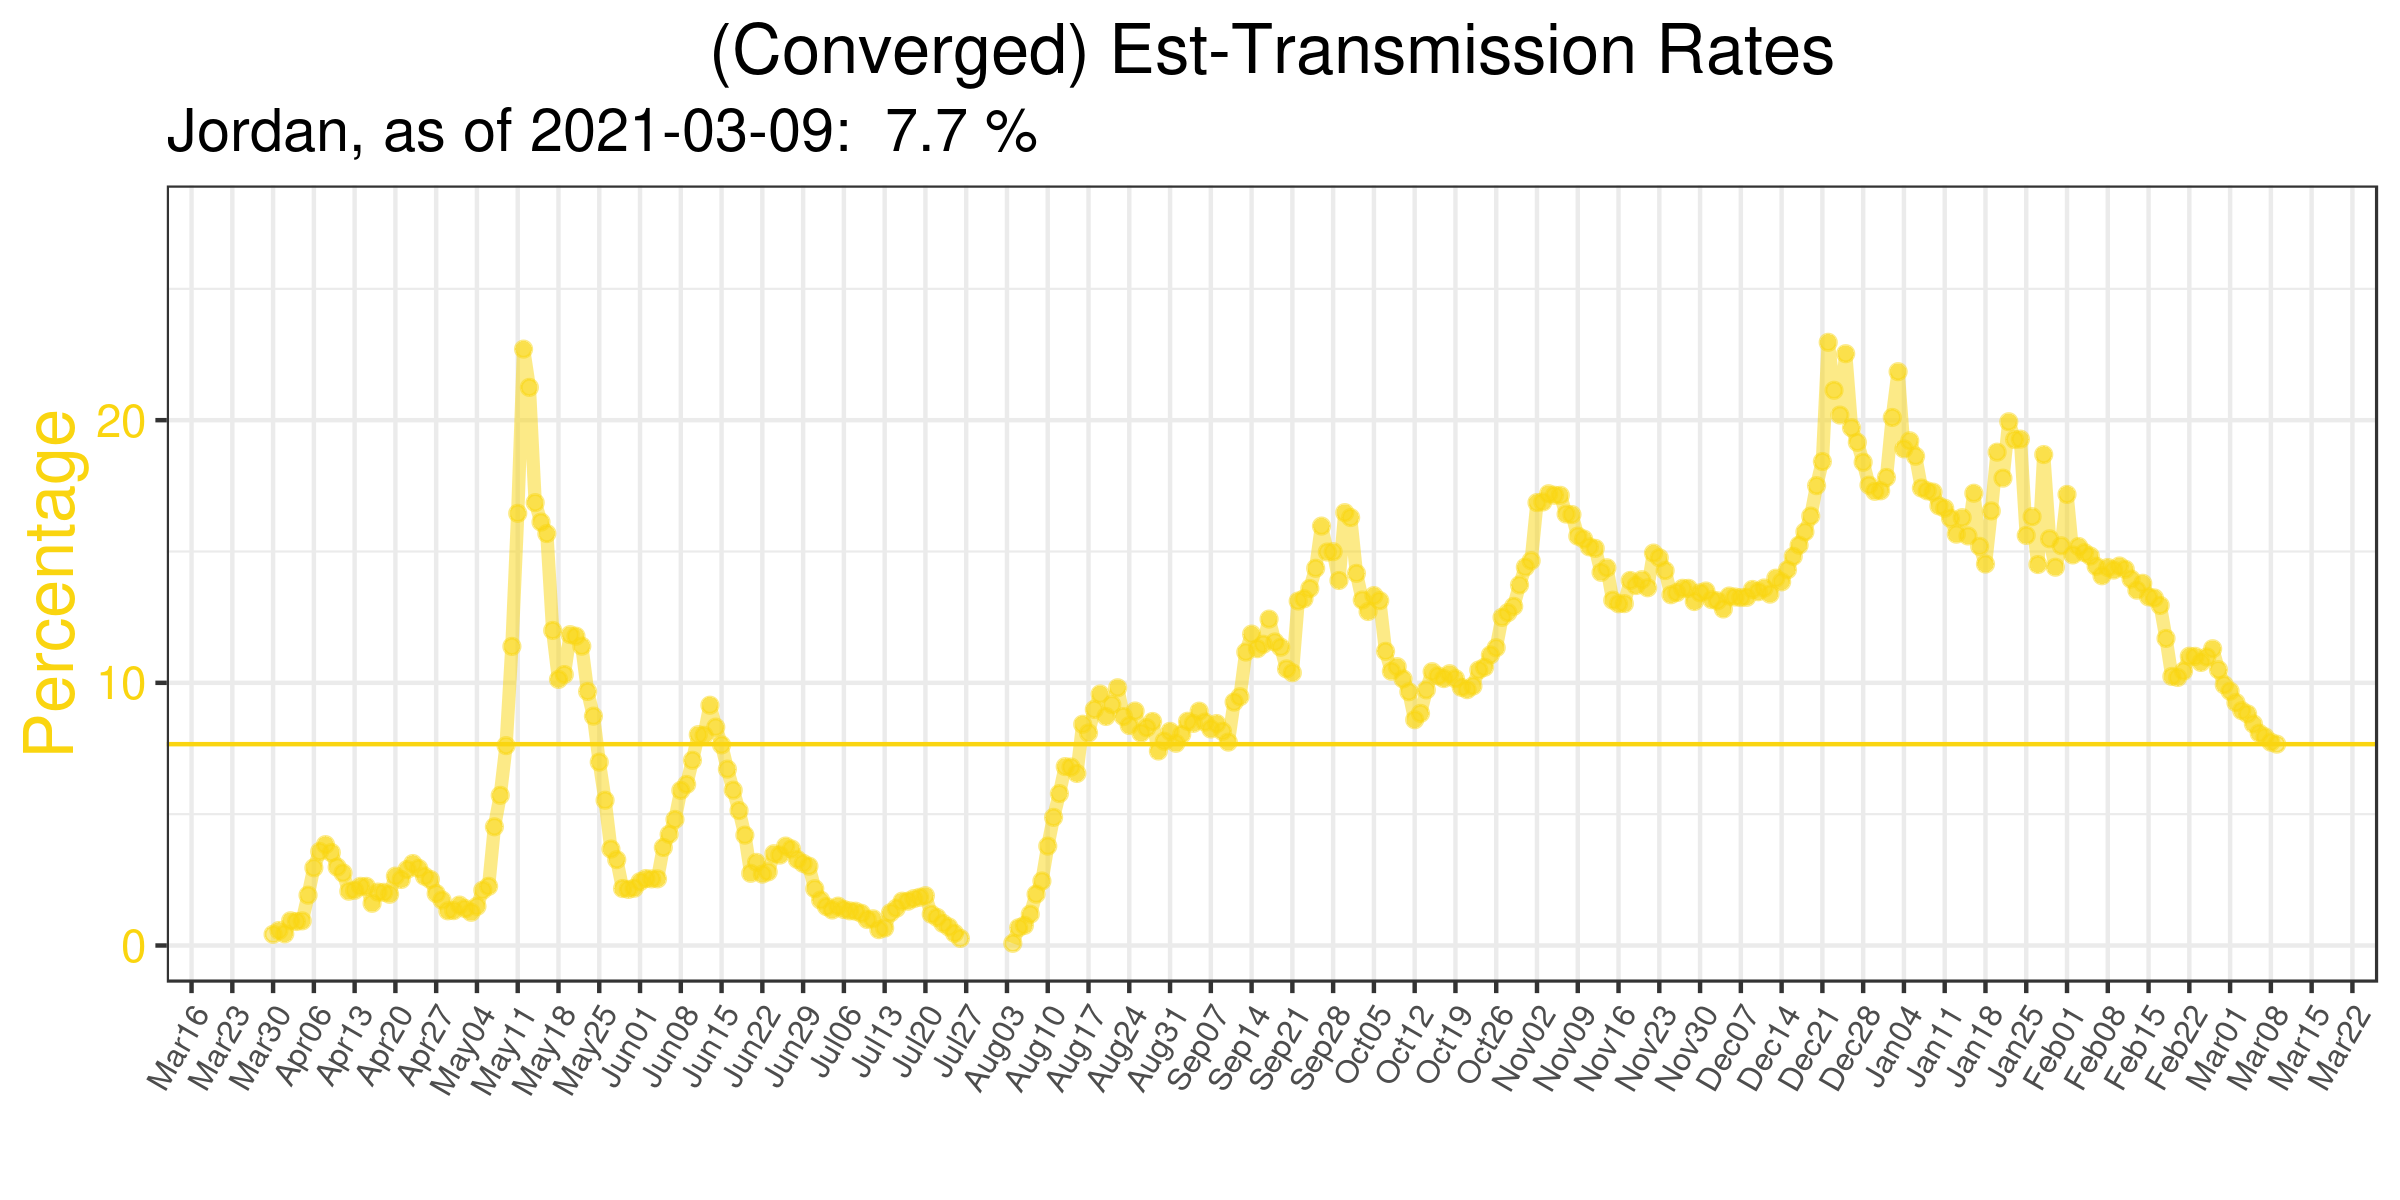 (Converged) Est-Transmission Rates
Jordan, as of 2021-03-09:  7.7 %
Percentage
20
10
0
Mar16
Mar23
Mar30
Apr06
Apr13
Apr20
Apr27
May04
May11
May18
May25
Jun01
Jun08
Jun15
Jun22
Jun29
Jul06
Jul13
Jul20
Jul27
Aug03
Aug10
Aug17
Aug24
Aug31
Sep07
Sep14
Sep21
Sep28
Oct05
Oct12
Oct19
Oct26
Nov02
Nov09
Nov16
Nov23
Nov30
Dec07
Dec14
Dec21
Dec28
Jan04
Jan11
Jan18
Jan25
Feb01
Feb08
Feb15
Feb22
Mar01
Mar08
Mar15
Mar22